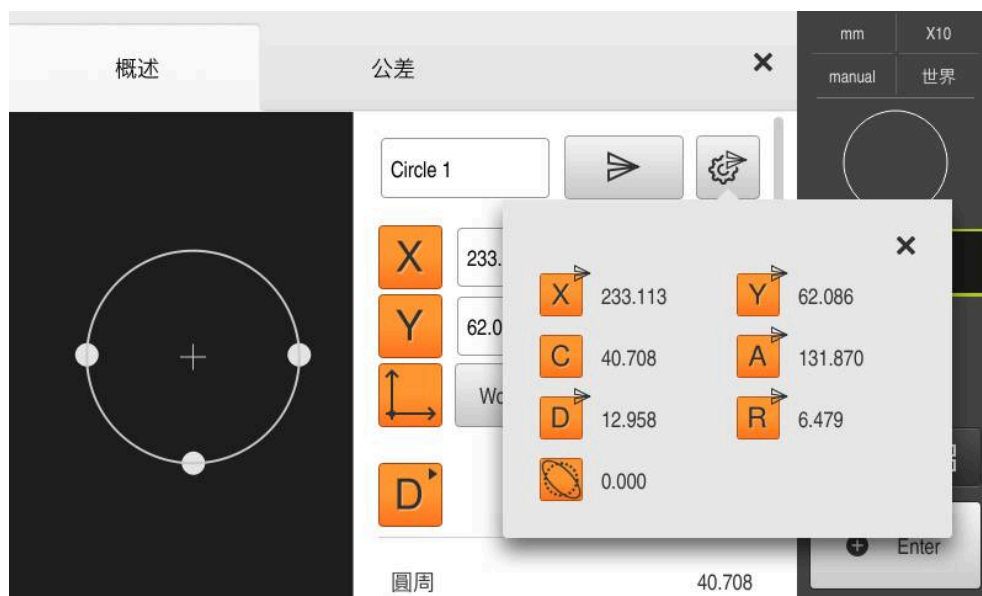 概述
公差
mm
X10
manual
世界
Circle 1
X
233.
Y
62.0
D
圓周
40.708
X
233.113
Y
62.086
C
40.708
A
131.870
D
12.958
R
6.479
0.000
Enter